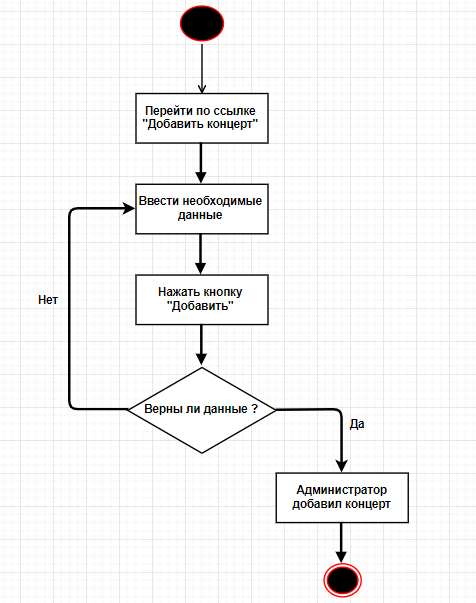 Перейти по ссылке
"Добавить концерт"
Ввести необходимые
данные
Нажать кнопку
"Добавить"
Нет
Верны ли данные ?
Да
Администратор
добавил концерт